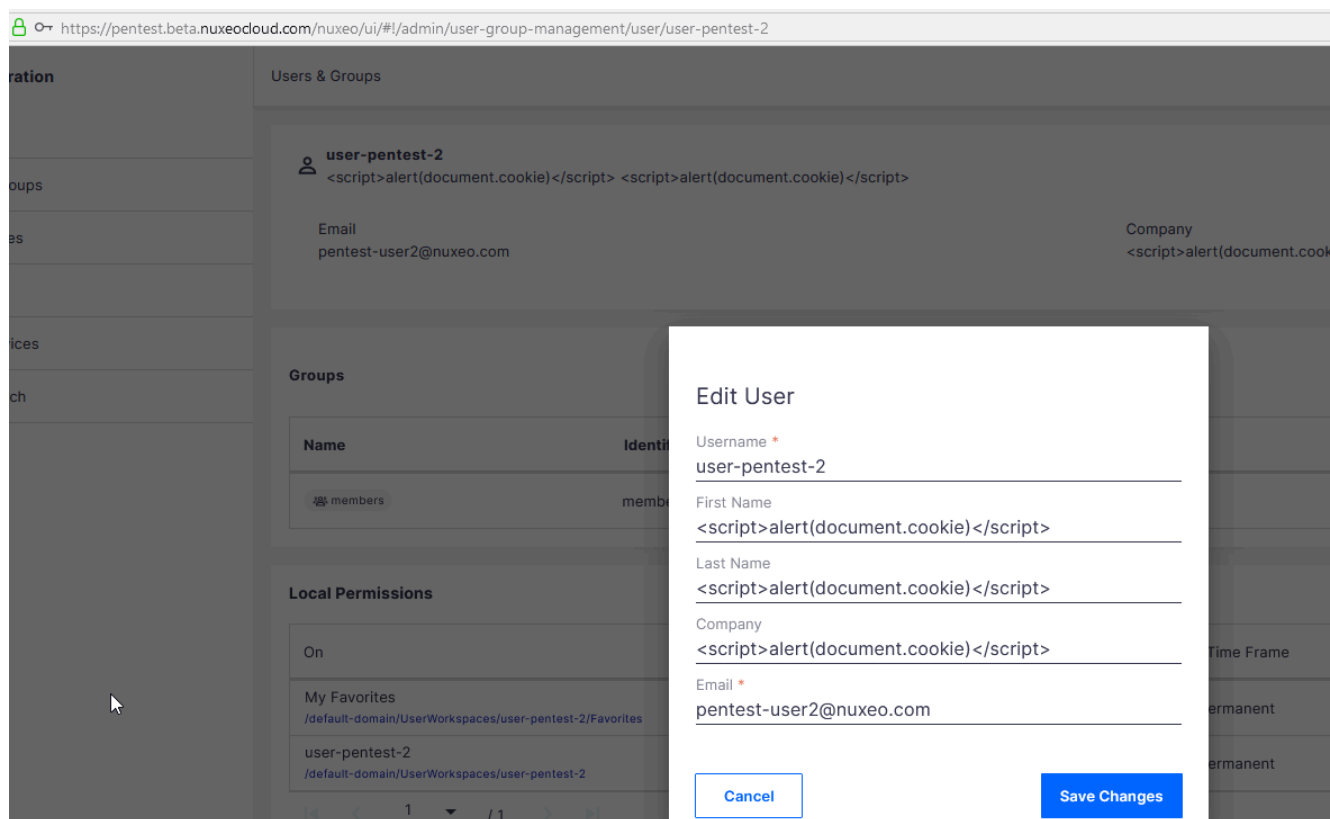 https://pentest.beta.nuxeocloud.com/nuxeo/ui/#!/admin/user-group-management/user/user-pentest-2
ration
Users & Groups
user-pentest-2
<script>alert(document.cookie)</script> <script>alert(document.cookie)</script>
oups
Email
Company
es
pentest-user2@nuxeo.com
<script>alert(document.cook
ices
Groups
ch
Edit User
Name
Identif
Username *
user-pentest-2
members
membe
First Name
<script>alert(document.cookie)</script>
Last Name
<script>alert(document.cookie)</script>
Local Permissions
Company
<script>alert(document.cookie)</script>
On
Time Frame
Email *
My Favorites
/default-domain/UserWorkspaces/user-pentest-2/Favorites
pentest-user2@nuxeo.com
ermanent
user-pentest-2
/default-domain/UserWorkspaces/user-pentest-2
ermanent
Cancel
Save Changes
1 / 1